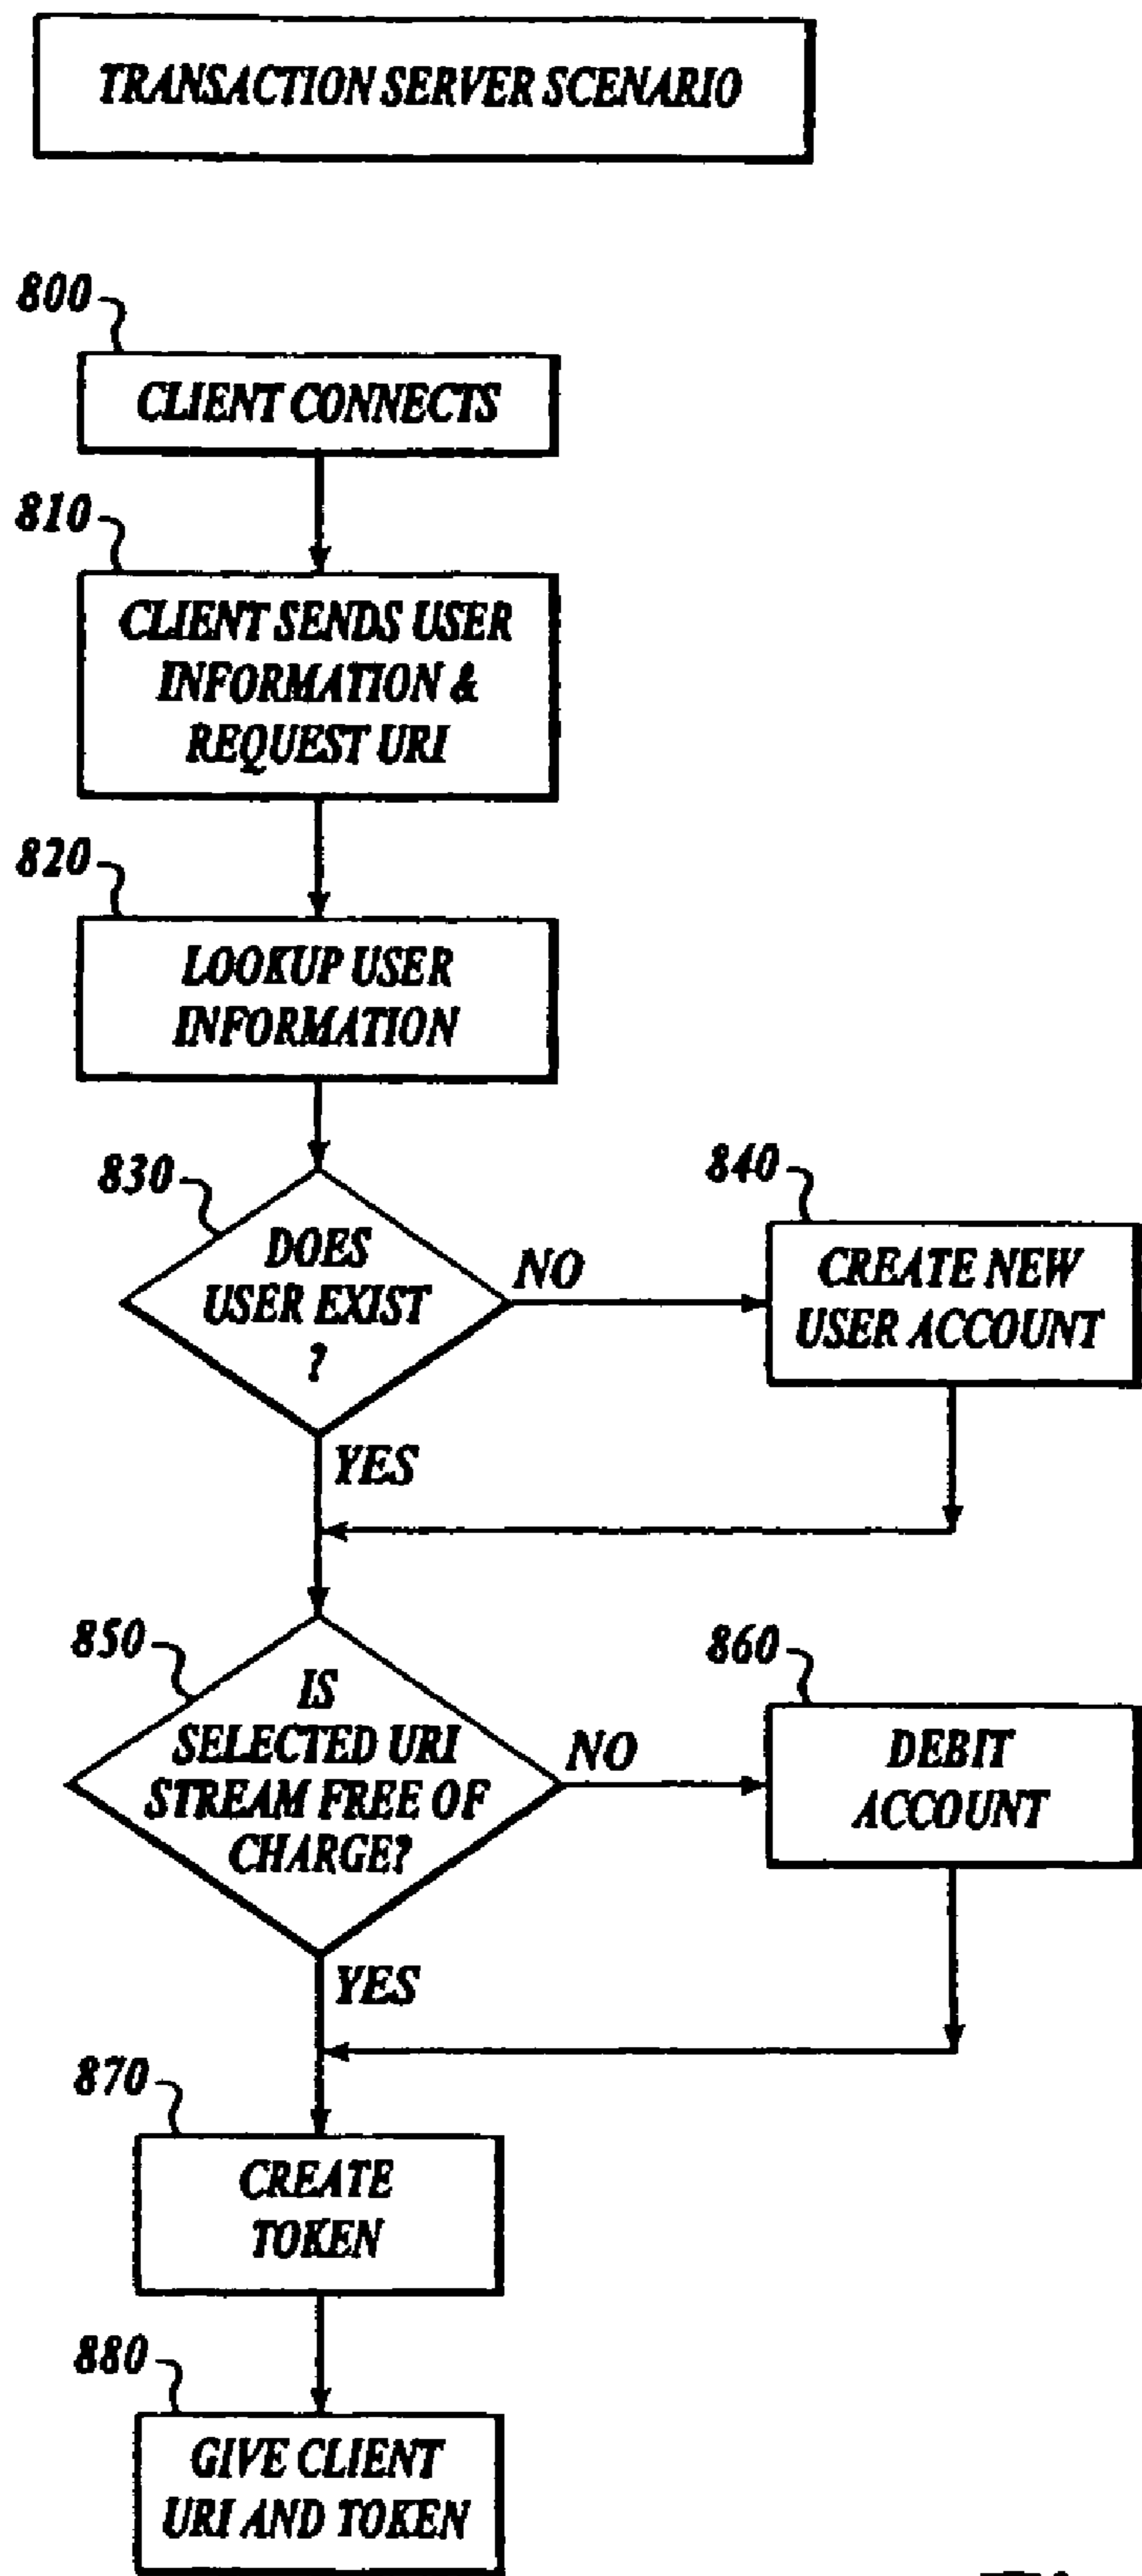 TRANSACTION SERVER SCENARIO
800
CLIENT CONNECTS
810
CLIENT SENDS USER
INFORMATION &
REQUEST URI
820
LOOKUP USER
INFORMATION
830
DOES
USER EXIST
?
NO
840
CREATE NEW
USER ACCOUNT
YES
850
IS
SELECTED URI
STREAM FREE OF
CHARGE?
NO
860
DEBIT
ACCOUNT
YES
870
CREATE
TOKEN
880
GIVE CLIENT
URI AND TOKEN